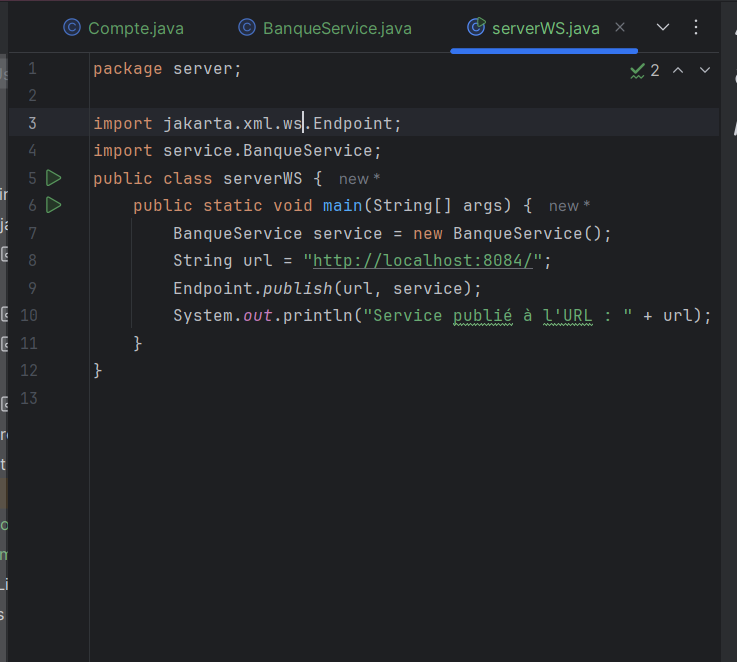 Compte.java BanqueService.java serverWS.java
1 package server; 2
2
3 import jakarta.xml.ws.Endpoint;
4 import service.BanqueService;
5 public class serverWS { new *
6 public static void main(String[] args) { new *
7 BanqueService service = new BanqueService();
8 String url = "http://localhost:8084/";
9 Endpoint.publish(url, service);
10 System.out.println("Service publié à l'URL : " + url);
11 }
12 }
13